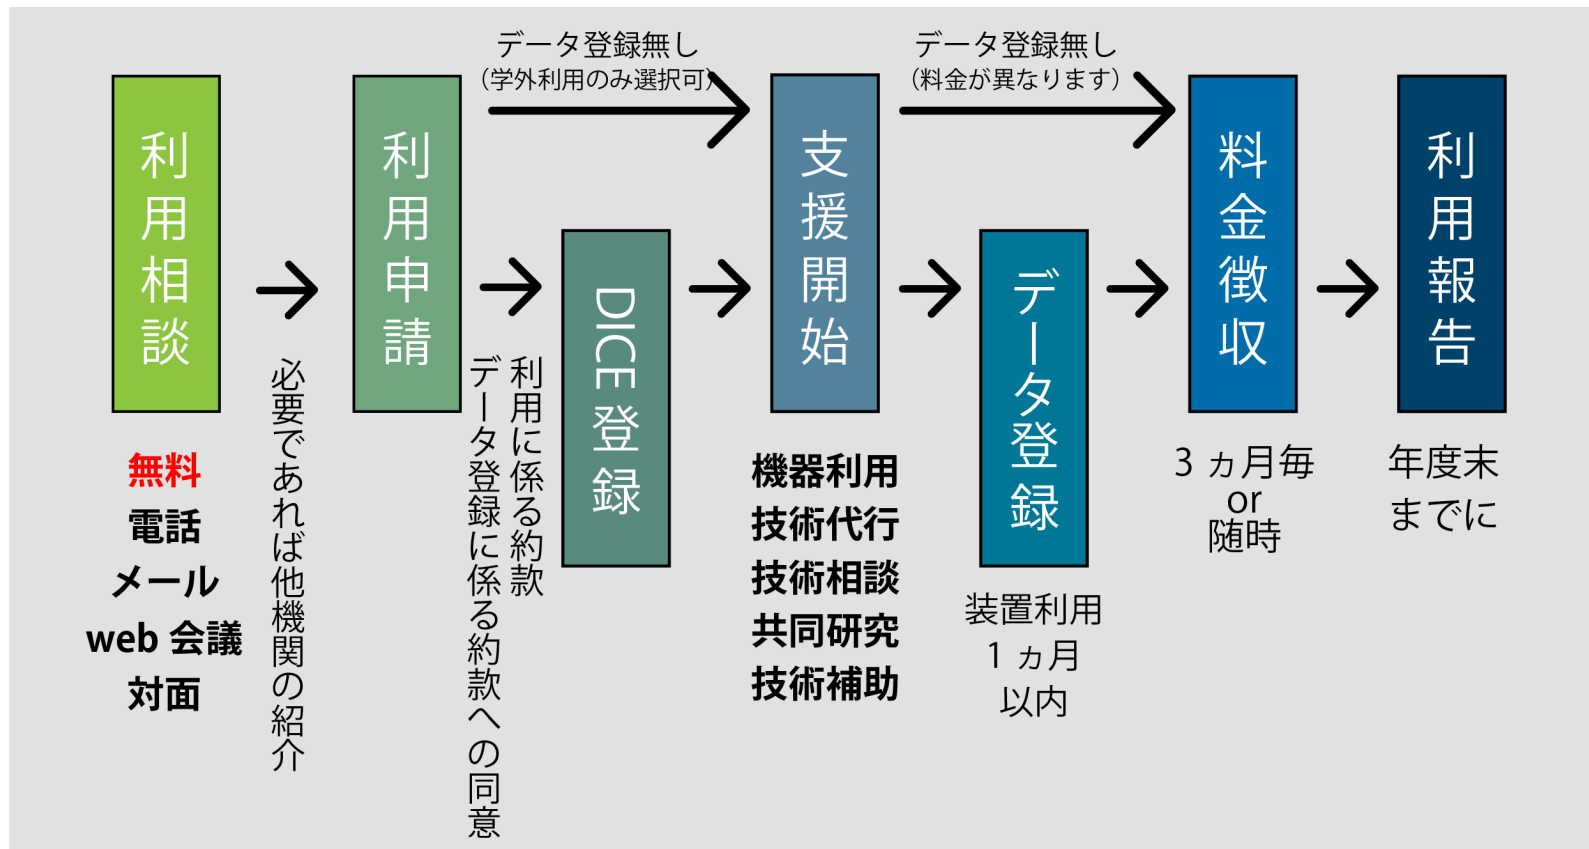 データ登録無し
（学外利用のみ選択可）
データ登録無し
（料金が異なります）
利用相談
無料
電話
メール
web 会議
対面
必要であれば他機関の紹介
利用申請
利用に係る約款
データ登録に係る約款への同意
DICE 登録
支援開始
機器利用
技術代行
技術相談
共同研究
技術補助
データ登録
装置利用
1 ヵ月
以内
料金徴収
3 ヵ月毎
or
随時
利用報告
年度末
までに